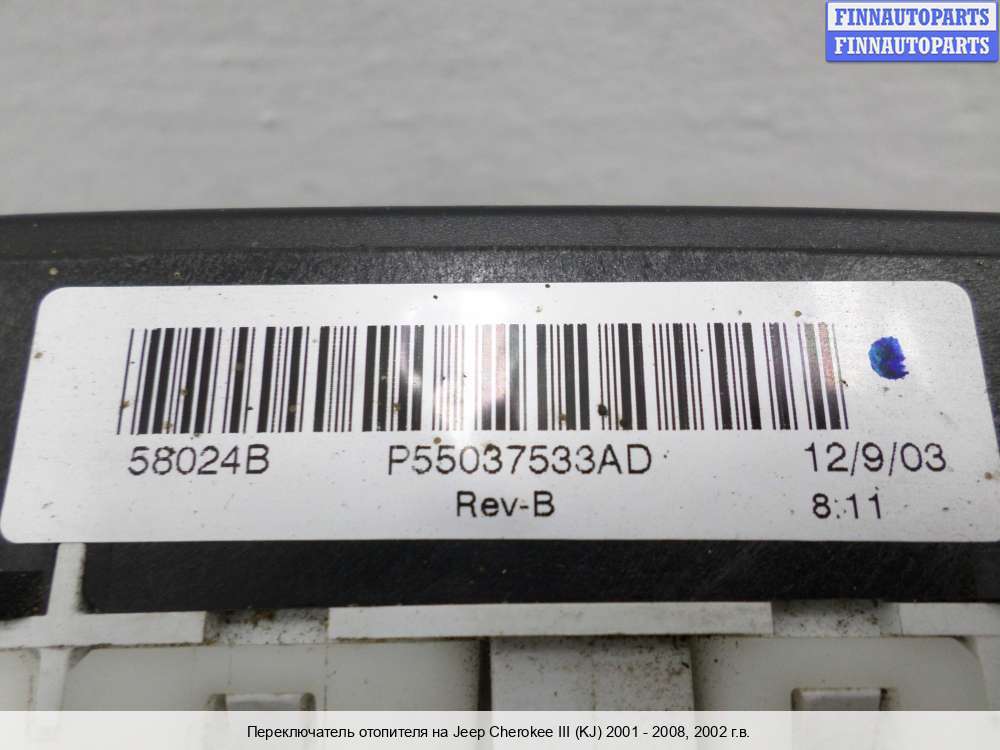 FINNAUTOPARTS
FINNAUTOPARTS
58024B P55037533AD 12/9/03
Rev-B 8:11
Переключатель отопителя на Jeep Cherokee III (KJ) 2001 - 2008, 2002 г.в.